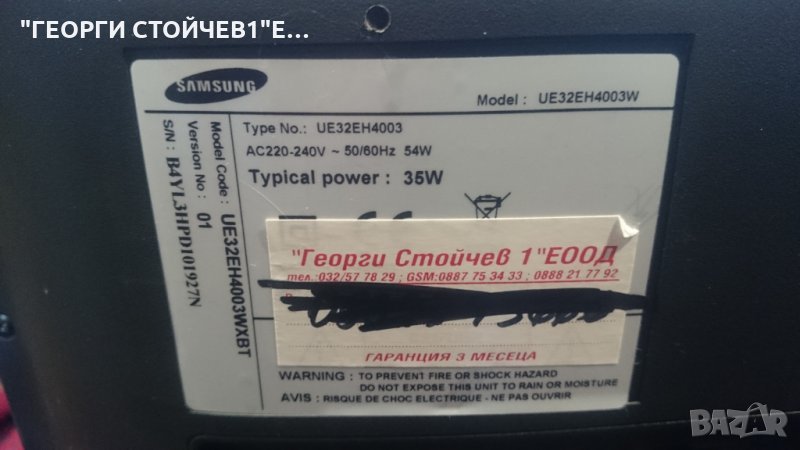 "ГЕОРГИ СТОЙЧЕВ1"Е...
SAMSUNG
Model : UE32EH4003W
Type No.: UE32EH4003
AC220-240V ~ 50/60Hz 54W
Typical power : 35W
Model Code : UE32EH4003WXBT
Version No : 01
S/N : B4YL3HPD101927N
"Георги Стойчев 1"ЕООД
тел.:032/57 78 29 ; GSM:0887 75 34 33 ; 0888 21 77 92
ГАРАНЦИЯ 3 МЕСЕЦА
WARNING : TO PREVENT FIRE OR SHOCK HAZARD
DO NOT EXPOSE THIS UNIT TO RAIN OR MOISTURE
AVIS : RISQUE DE CHOC ELECTRIQUE - NE PAS OUVRIR
BAZAR